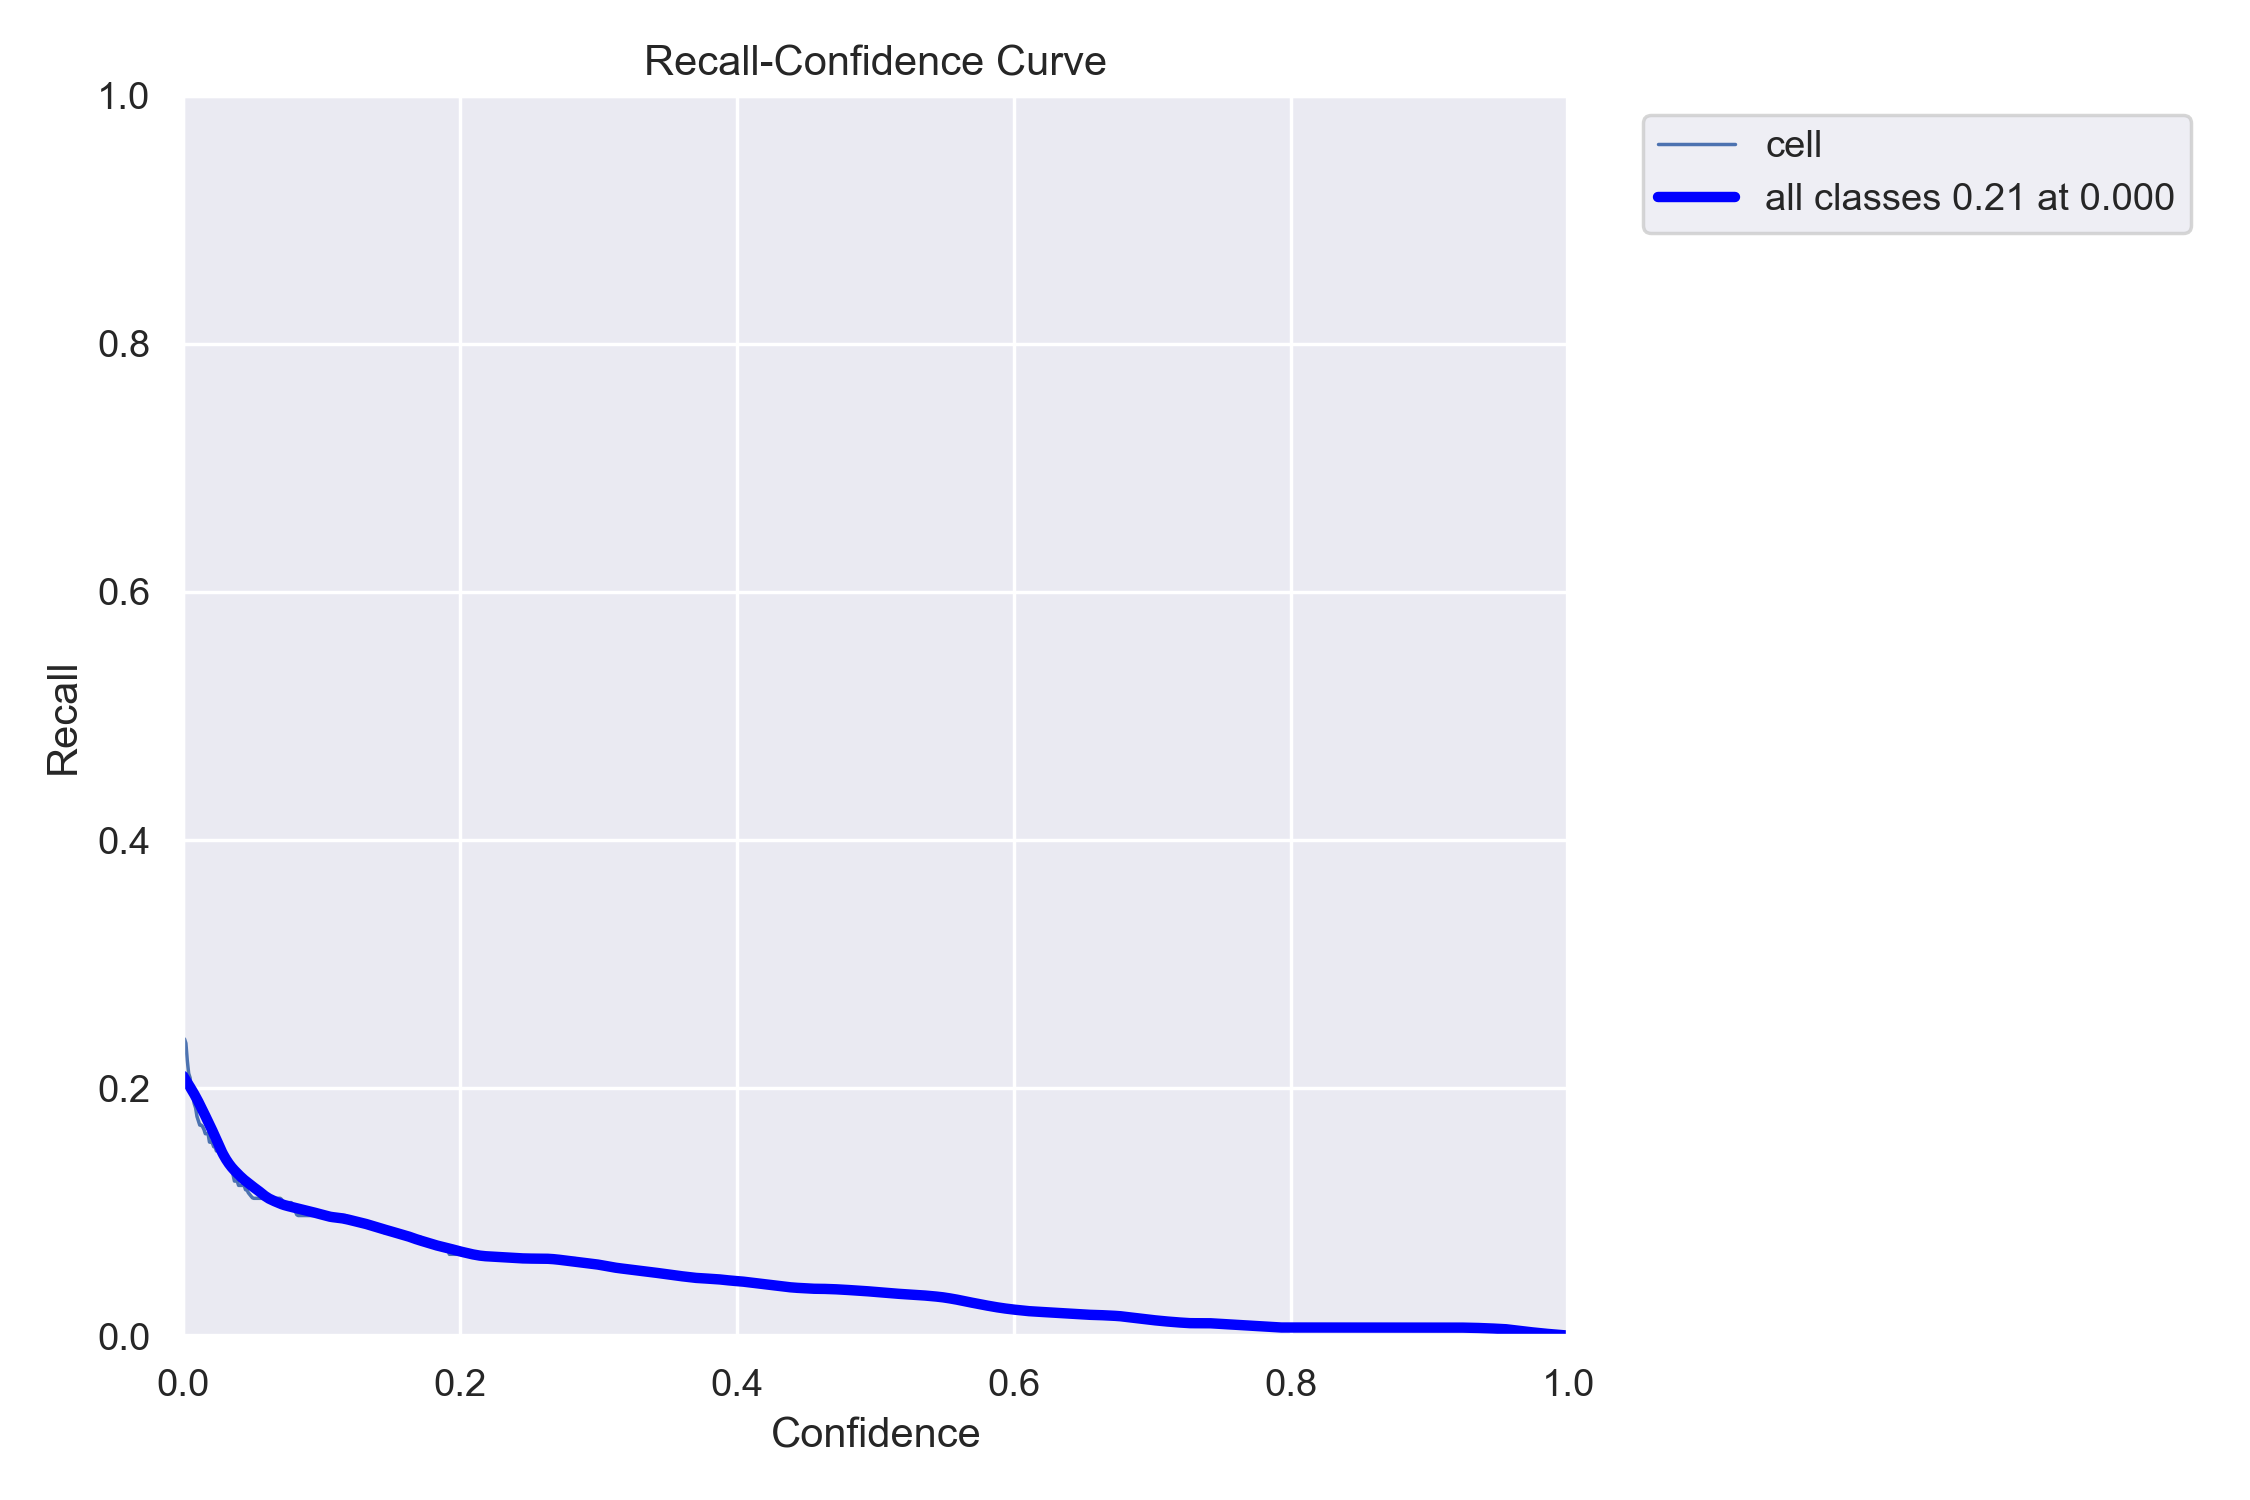 Recall-Confidence Curve
1.0
0.8
0.6
0.4
0.2
0.0
Recall
0.0 0.2 0.4 0.6 0.8 1.0
Confidence
cell
all classes 0.21 at 0.000